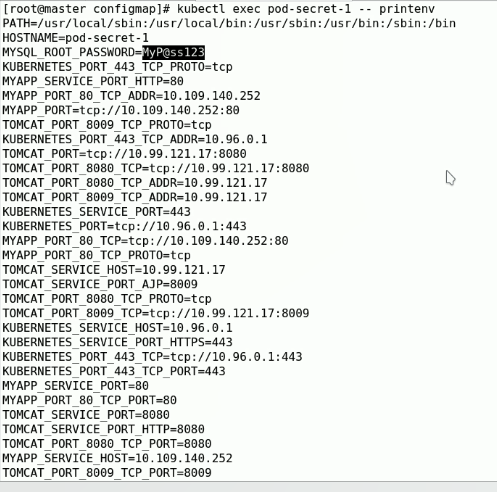 [root@master configmap]# kubectl exec pod-secret-1 -- printenv
PATH=/usr/local/sbin:/usr/local/bin:/usr/sbin:/usr/bin:/sbin:/bin
HOSTNAME=pod-secret-1
MYSQL_ROOT_PASSWORD=MyP@ss123
KUBERNETES_PORT_443_TCP_PROTO=tcp
MYAPP_SERVICE_PORT_HTTP=80
MYAPP_PORT_80_TCP_ADDR=10.109.140.252
MYAPP_PORT=tcp://10.109.140.252:80
TOMCAT_PORT_8009_TCP_PROTO=tcp
KUBERNETES_PORT_443_TCP_ADDR=10.96.0.1
TOMCAT_PORT=tcp://10.99.121.17:8080
TOMCAT_PORT_8080_TCP=tcp://10.99.121.17:8080
TOMCAT_PORT_8080_TCP_ADDR=10.99.121.17
TOMCAT_PORT_8009_TCP_ADDR=10.99.121.17
KUBERNETES_SERVICE_PORT=443
KUBERNETES_PORT=tcp://10.96.0.1:443
MYAPP_PORT_80_TCP=tcp://10.109.140.252:80
MYAPP_PORT_80_TCP_PROTO=tcp
TOMCAT_SERVICE_HOST=10.99.121.17
TOMCAT_SERVICE_PORT_AJP=8009
TOMCAT_PORT_8080_TCP_PROTO=tcp
TOMCAT_PORT_8009_TCP=tcp://10.99.121.17:8009
KUBERNETES_SERVICE_HOST=10.96.0.1
KUBERNETES_SERVICE_PORT_HTTPS=443
KUBERNETES_PORT_443_TCP=tcp://10.96.0.1:443
KUBERNETES_PORT_443_TCP_PORT=443
MYAPP_SERVICE_PORT=80
MYAPP_PORT_80_TCP_PORT=80
TOMCAT_SERVICE_PORT=8080
TOMCAT_SERVICE_PORT_HTTP=8080
TOMCAT_PORT_8080_TCP_PORT=8080
MYAPP_SERVICE_HOST=10.109.140.252
TOMCAT_PORT_8009_TCP_PORT=8009